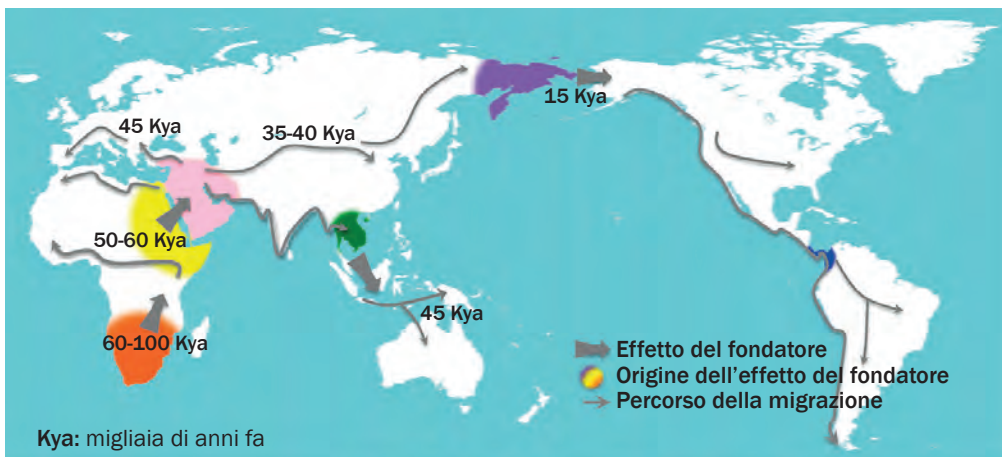 45 Kya
35-40 Kya
15 Kya
50-60 Kya
60-100 Kya
45 Kya
Effetto del fondatore
Origine dell'effetto del fondatore
Percorso della migrazione
Kya: migliaia di anni fa